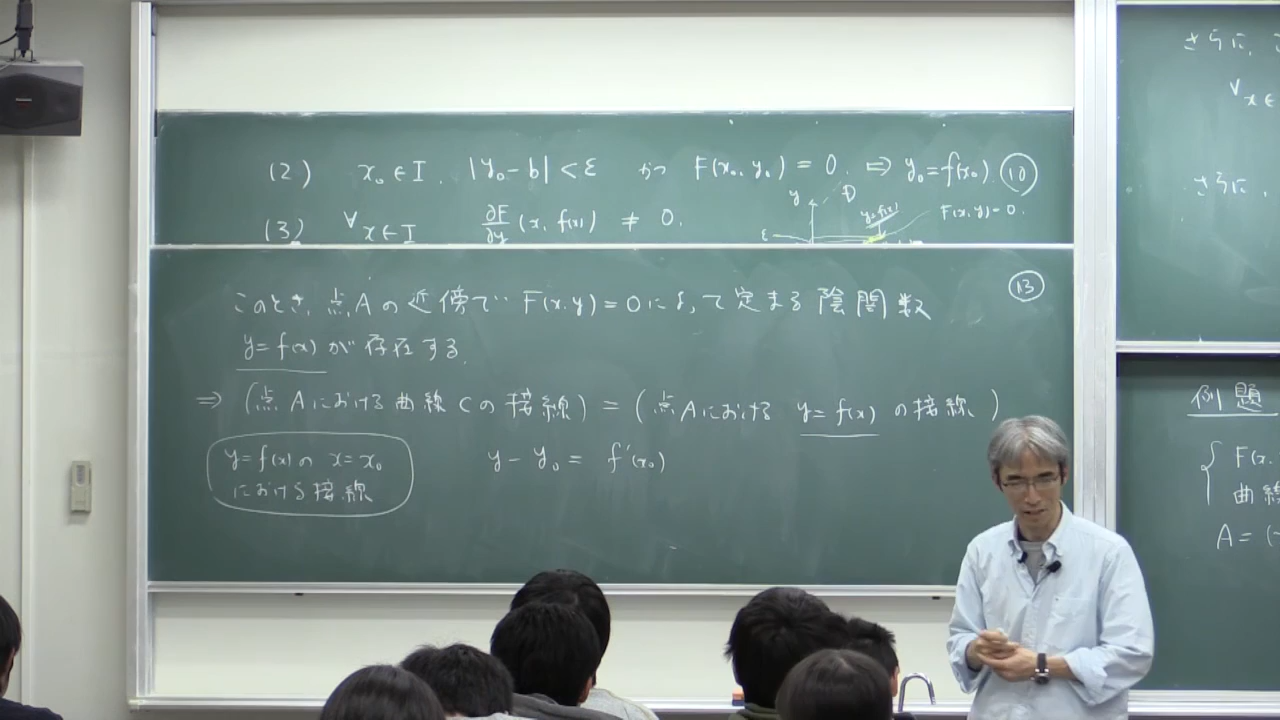 (2) x₀∈I. |y₀-b|<ε かつ F(x₀, y₀)=0. ⇔ y₀=f(x₀). ⑩
(3) ∀x∈I ∂F/∂y (x, f(x)) ≠ 0.
y D
y=f(x) F(x,y)=0.
ε
このとき, 点Aの近傍で F(x,y)=0によって定まる陰関数 ⑬
y=f(x) が存在する.
⇒ (点Aにおける曲線Cの接線) = (点Aにおける y=f(x) の接線)
y=f(x)の x=x₀
における接線
y-y₀= f'(x₀)
さらに,
∀x∈
さらに,
例題
F(x,
曲線
A=(-